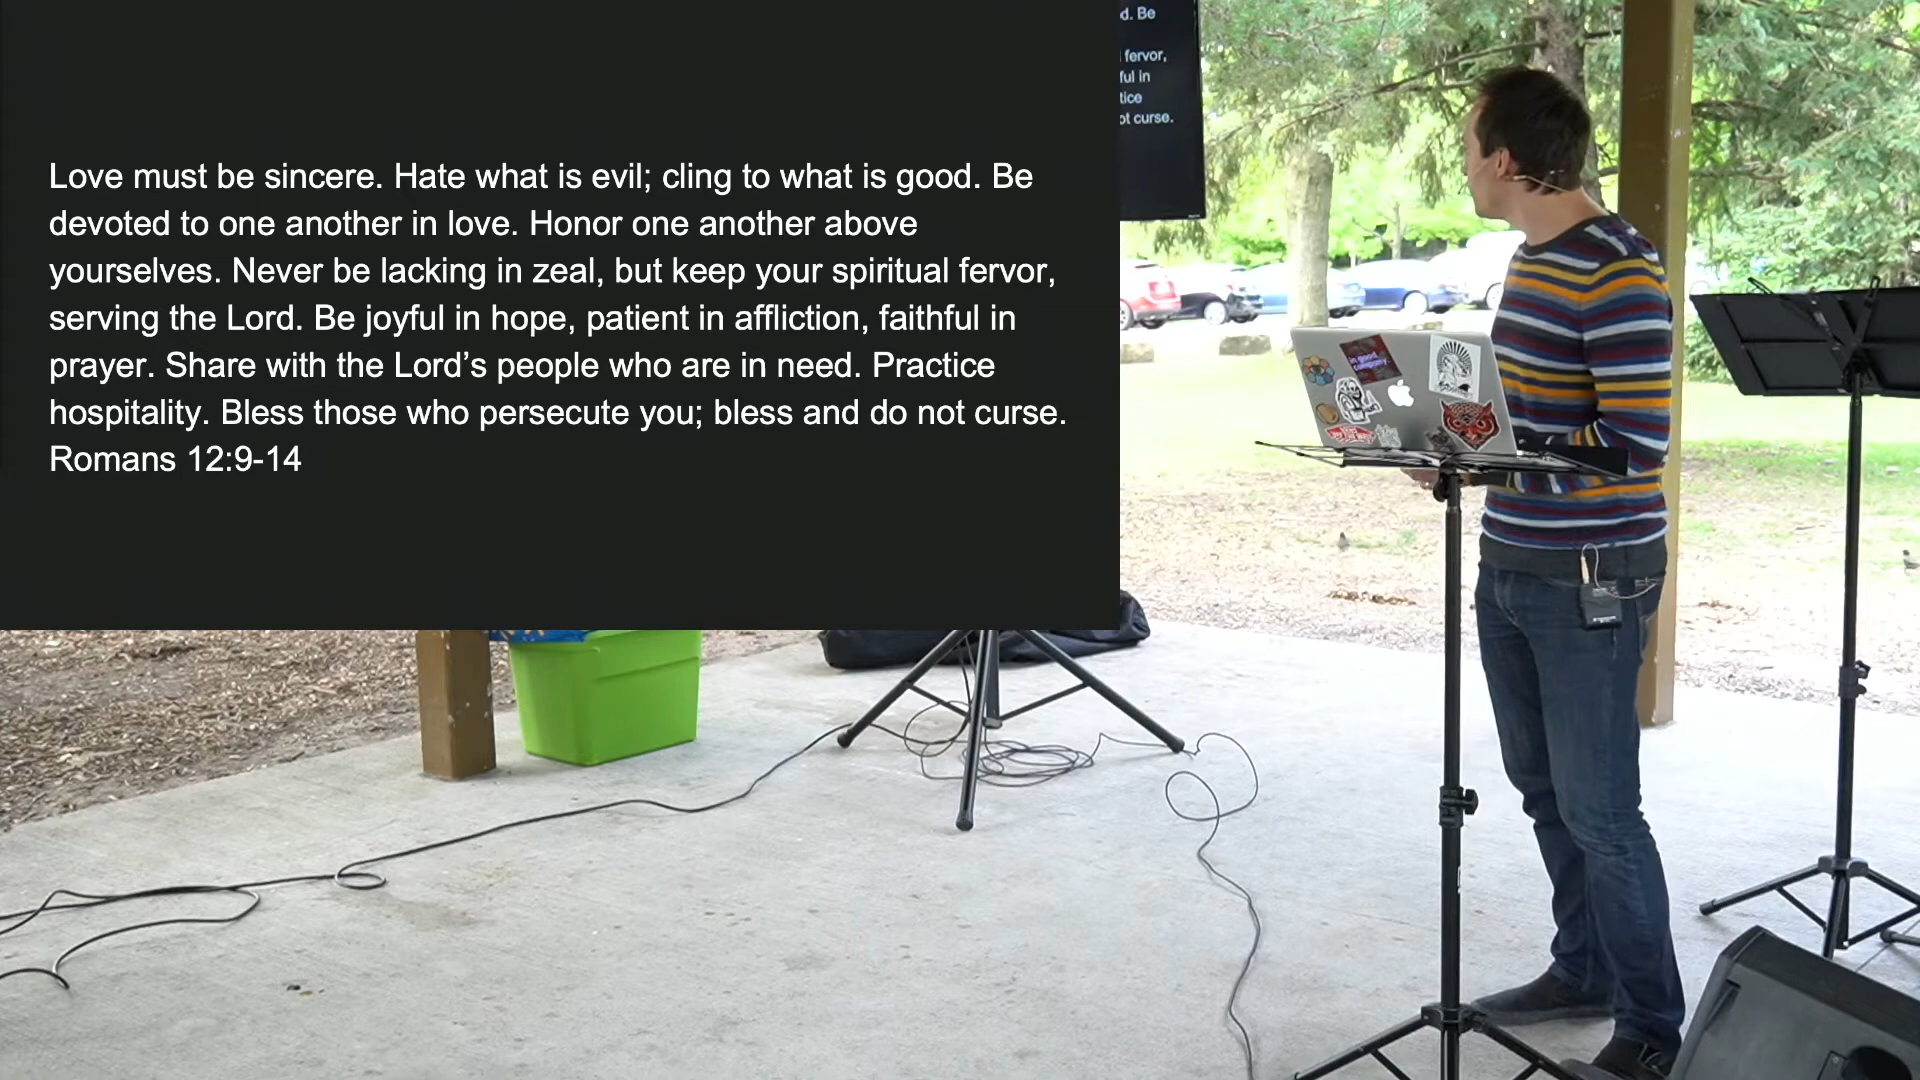 Love must be sincere. Hate what is evil; cling to what is good. Be
devoted to one another in love. Honor one another above
yourselves. Never be lacking in zeal, but keep your spiritual fervor,
serving the Lord. Be joyful in hope, patient in affliction, faithful in
prayer. Share with the Lord’s people who are in need. Practice
hospitality. Bless those who persecute you; bless and do not curse.
Romans 12:9-14
d. Be
fervor,
ful in
tice
ot curse.
in good
company.